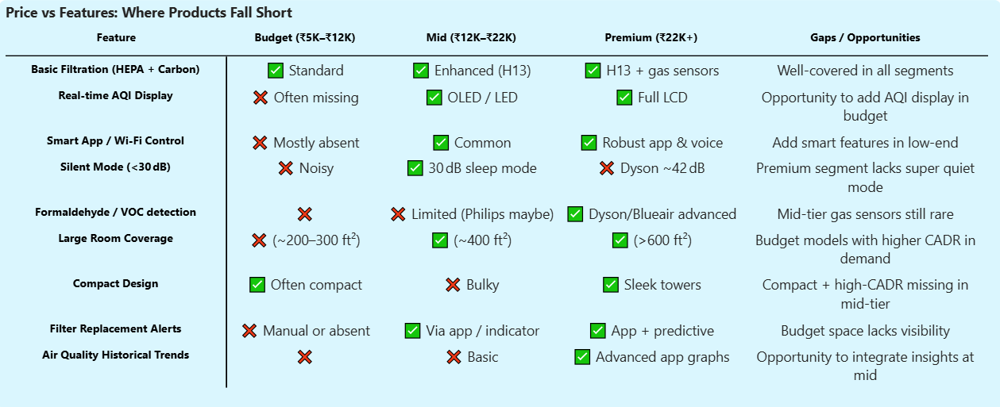 Price vs Features: Where Products Fall Short
Feature Budget (₹5K–₹12K) Mid (₹12K–₹22K) Premium (₹22K+) Gaps / Opportunities
Basic Filtration (HEPA + Carbon) ✅ Standard ✅ Enhanced (H13) ✅ H13 + gas sensors Well-covered in all segments
Real-time AQI Display ❌ Often missing ✅ OLED / LED ✅ Full LCD Opportunity to add AQI display in
budget
Smart App / Wi-Fi Control ❌ Mostly absent ✅ Common ✅ Robust app & voice Add smart features in low-end
Silent Mode (<30 dB) ❌ Noisy ✅ 30 dB sleep mode ❌ Dyson ~42 dB Premium segment lacks super quiet
mode
Formaldehyde / VOC detection ❌ ❌ Limited (Philips maybe) ✅ Dyson/Blueair advanced Mid-tier gas sensors still rare
Large Room Coverage ❌ (~200–300 ft²) ✅ (~400 ft²) ✅ (>600 ft²) Budget models with higher CADR in
demand
Compact Design ✅ Often compact ❌ Bulky ✅ Sleek towers Compact + high-CADR missing in
mid-tier
Filter Replacement Alerts ❌ Manual or absent ✅ Via app / indicator ✅ App + predictive Budget space lacks visibility
Air Quality Historical Trends ❌ ❌ Basic ✅ Advanced app graphs Opportunity to integrate insights at
mid